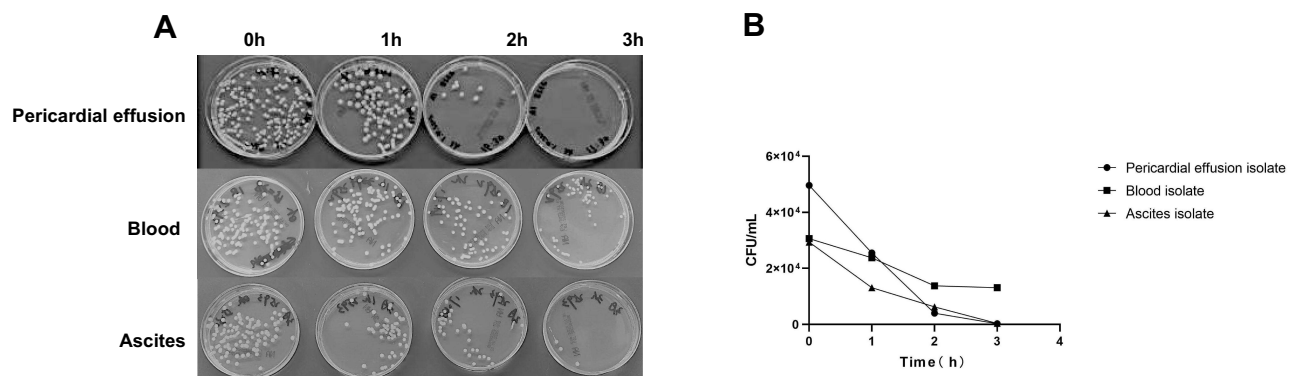 A
0h 1h 2h 3h
Pericardial effusion
Blood
Ascites
B
6×10⁴
4×10⁴
2×10⁴
0
CFU/mL
0 1 2 3 4
Time( h )
Pericardial effusion isolate
Blood isolate
Ascites isolate